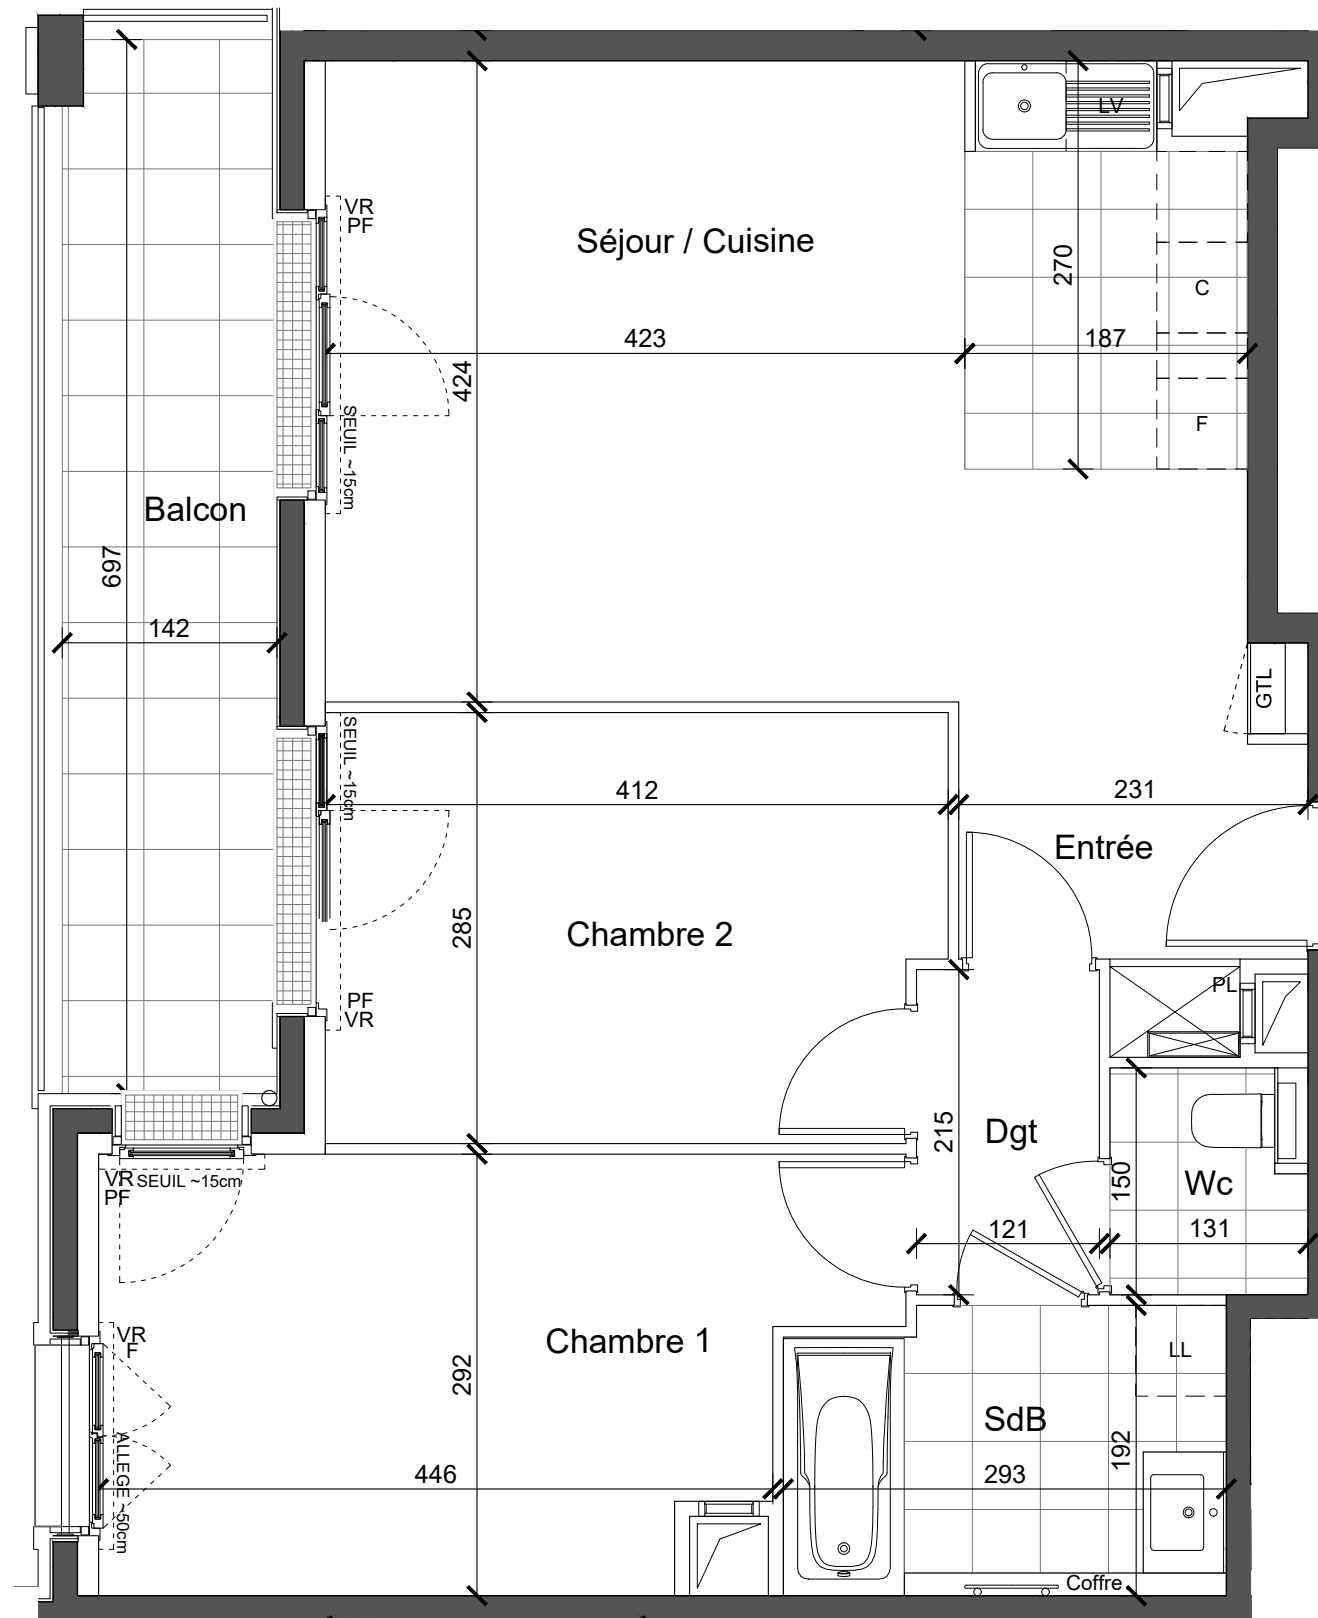 LV
VR
PF
Séjour / Cuisine
270
C
423
187
424
F
SEUIL ~15cm
Balcon
697
142
GTL
SEUIL ~15cm
412
231
Entrée
285
Chambre 2
PL
PF
VR
215
Dgt
150
Wc
VR
PF
SEUIL ~15cm
121
131
VR
F
Chambre 1
LL
292
SdB
192
ALLEGE ~50cm
446
293
Coffre